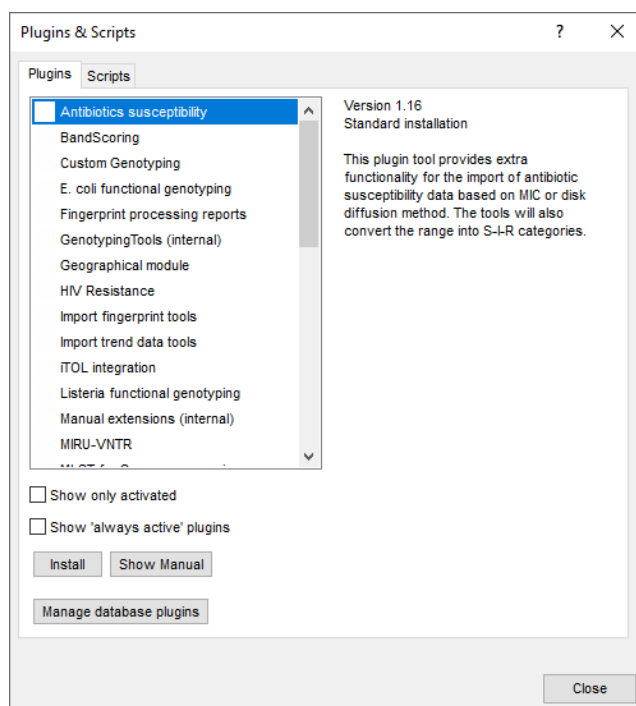 Plugins & Scripts
?
Plugins
Scripts
Antibiotics susceptibility
BandScoring
Custom Genotyping
E. coli functional genotyping
Fingerprint processing reports
GenotypingTools (internal)
Geographical module
HIV Resistance
Import fingerprint tools
Import trend data tools
iTOL integration
Listeria functional genotyping
Manual extensions (internal)
MIRU-VNTR
Version 1.16
Standard installation
This plugin tool provides extra
functionality for the import of antibiotic
susceptibility data based on MIC or disk
diffusion method. The tools will also
convert the range into S-I-R categories.
Show only activated
Show 'always active' plugins
Install
Show Manual
Manage database plugins
Close